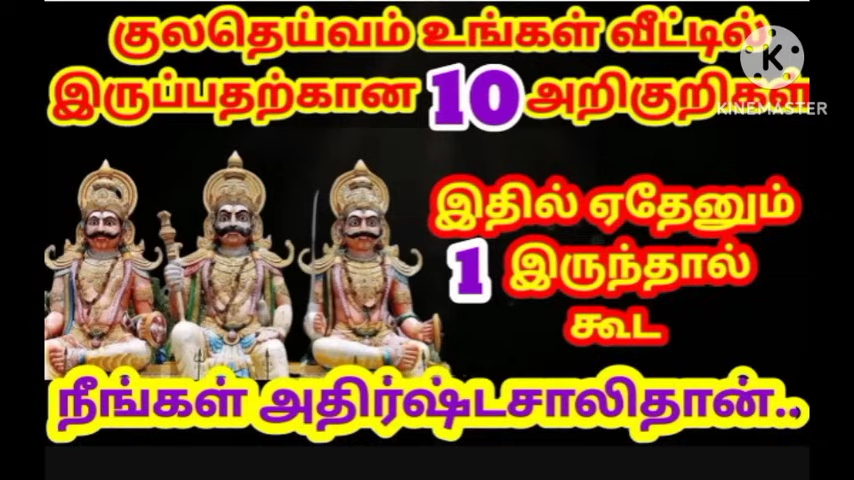 குலதெய்வம் உங்கள் வீட்டில்
இருப்பதற்கான 10 அறிகுறிகள்
K
KINEMASTER
இதில் ஏதேனும்
1 இருந்தால்
கூட
நீங்கள் அதிர்ஷ்டசாலிதான்..